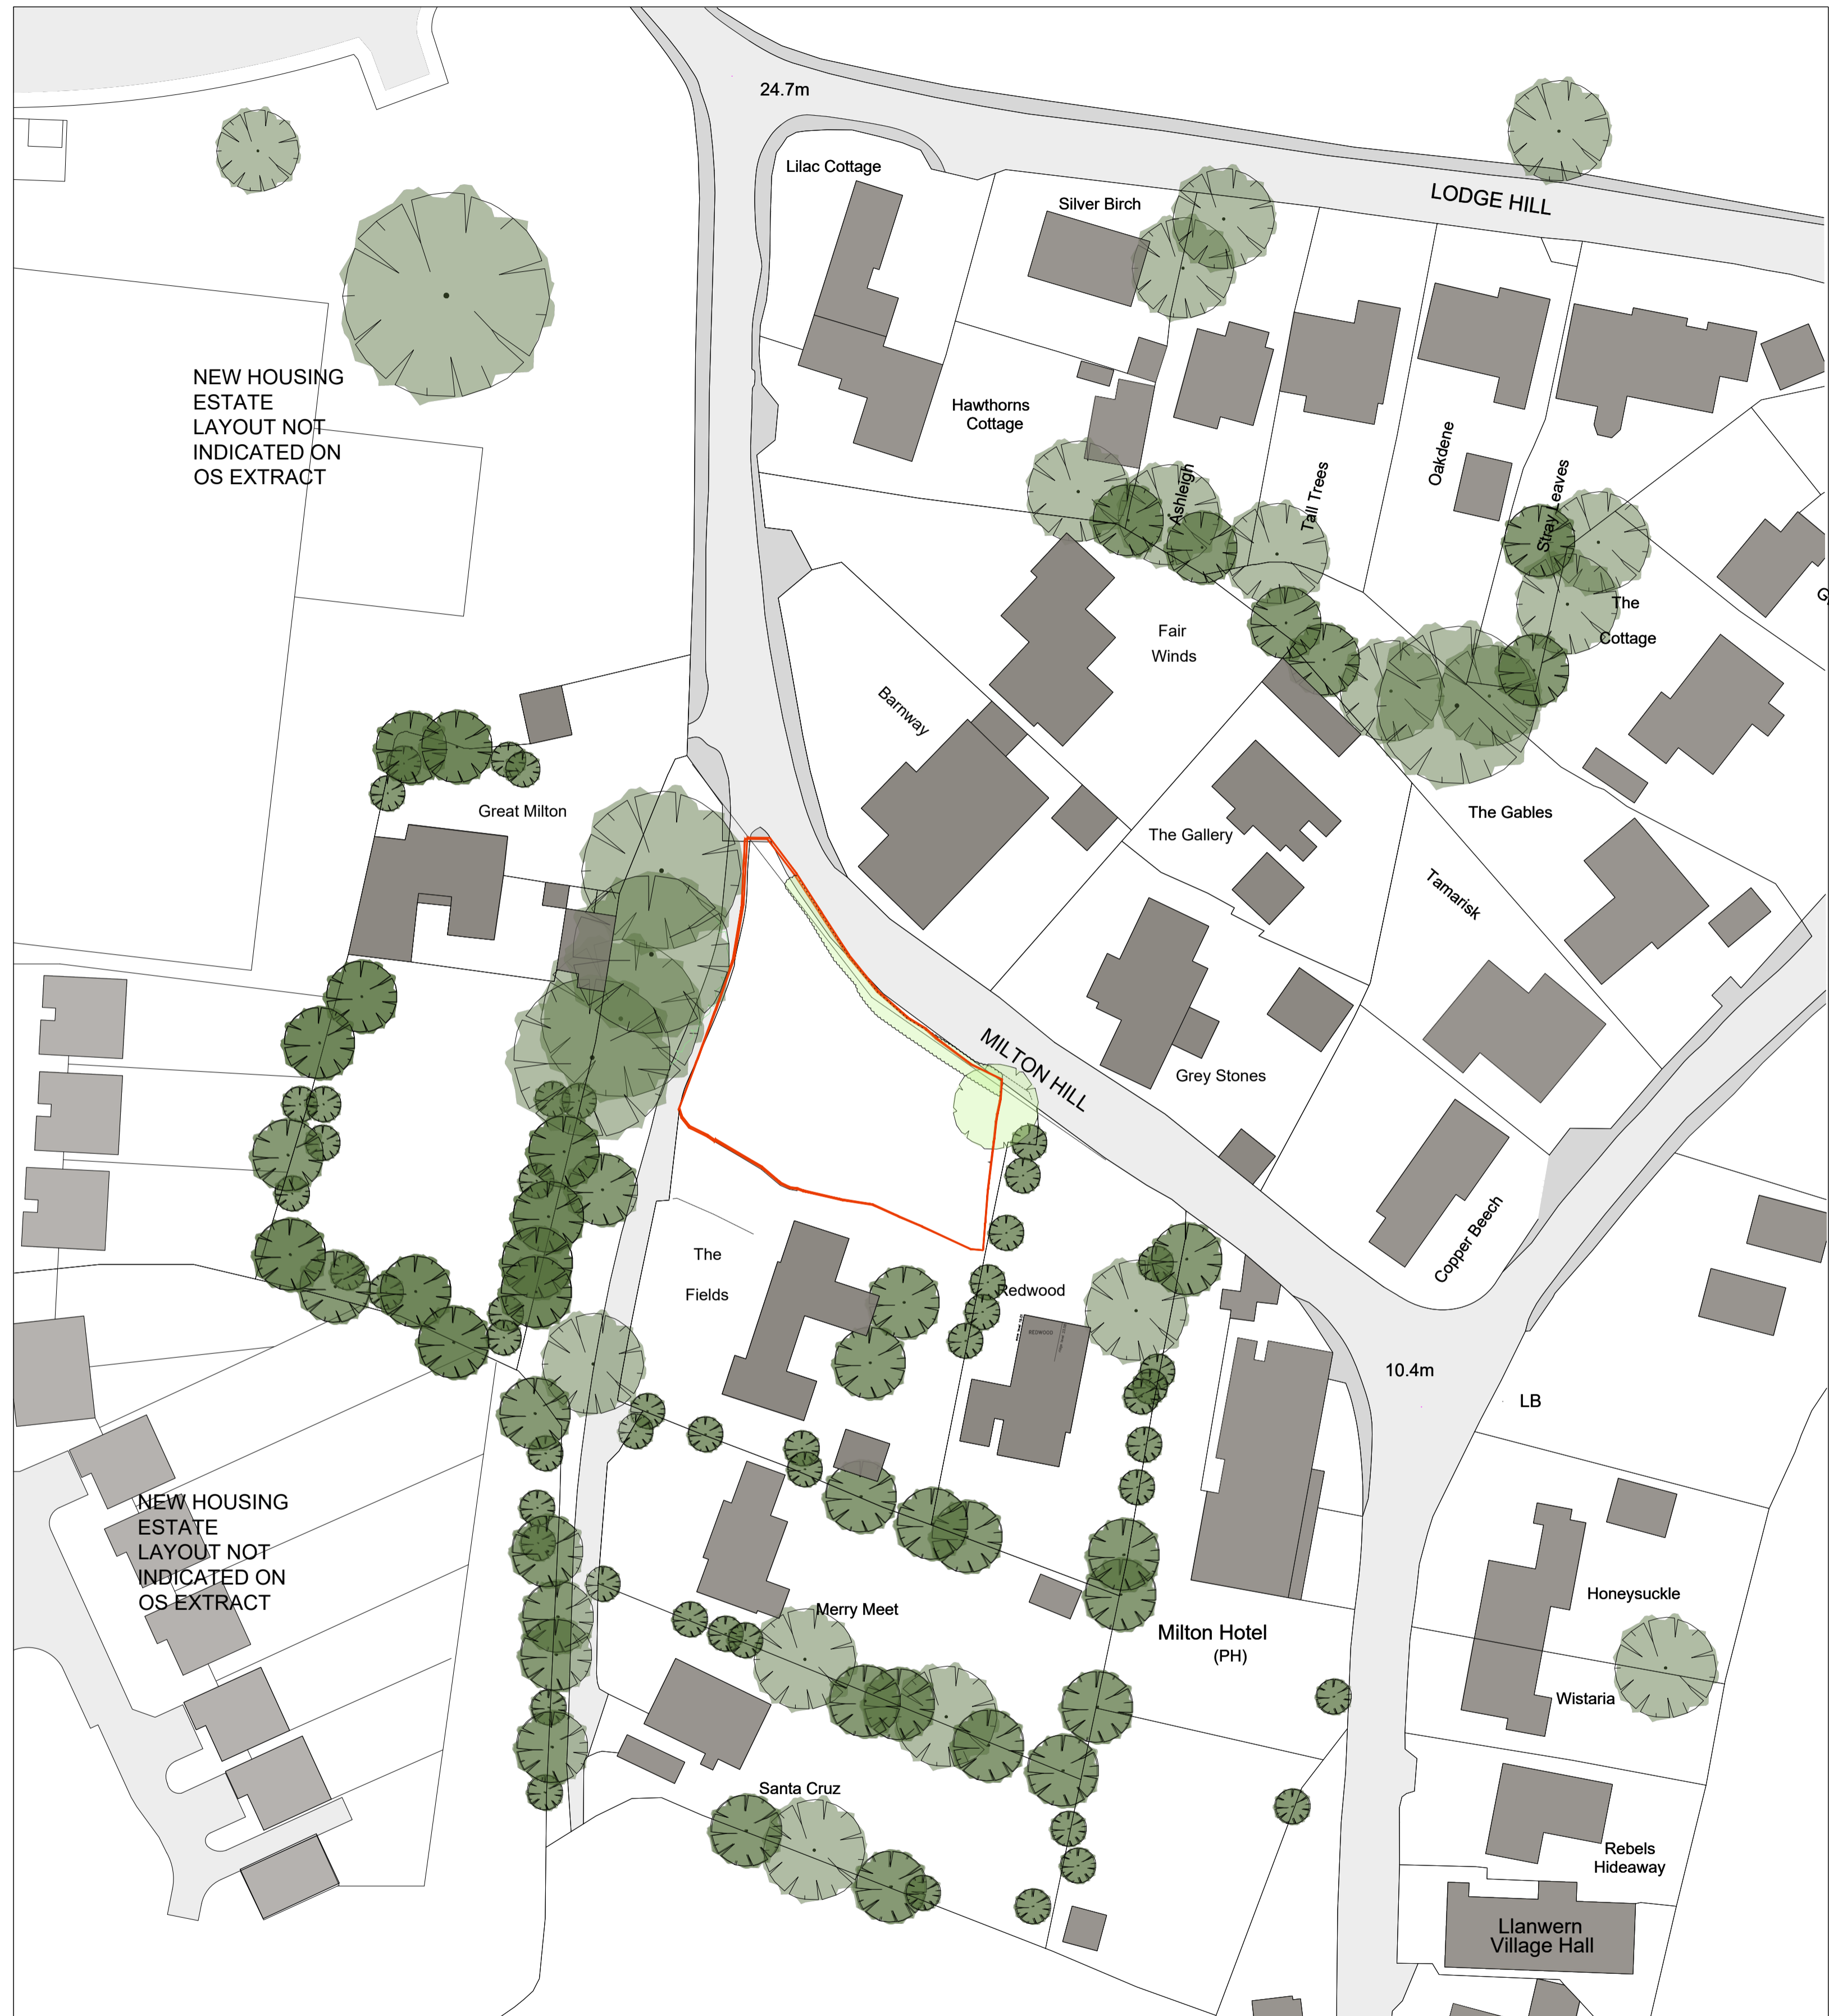 24.7m
Lilac Cottage
Silver Birch
LODGE HILL
NEW HOUSING
ESTATE
LAYOUT NOT
INDICATED ON
OS EXTRACT
Hawthorns
Cottage
Ashleigh
Tall Trees
Oakdene
Stray Leaves
The
Cottage
Fair
Winds
Barnway
Great Milton
The Gallery
The Gables
Tamarisk
MILTON HILL
Grey Stones
Copper Beech
The
Fields
Redwood
REDWOOD
10.4m
LB
NEW HOUSING
ESTATE
LAYOUT NOT
INDICATED ON
OS EXTRACT
Merry Meet
Milton Hotel
(PH)
Honeysuckle
Wistaria
Santa Cruz
Rebels
Hideaway
Llanwern
Village Hall